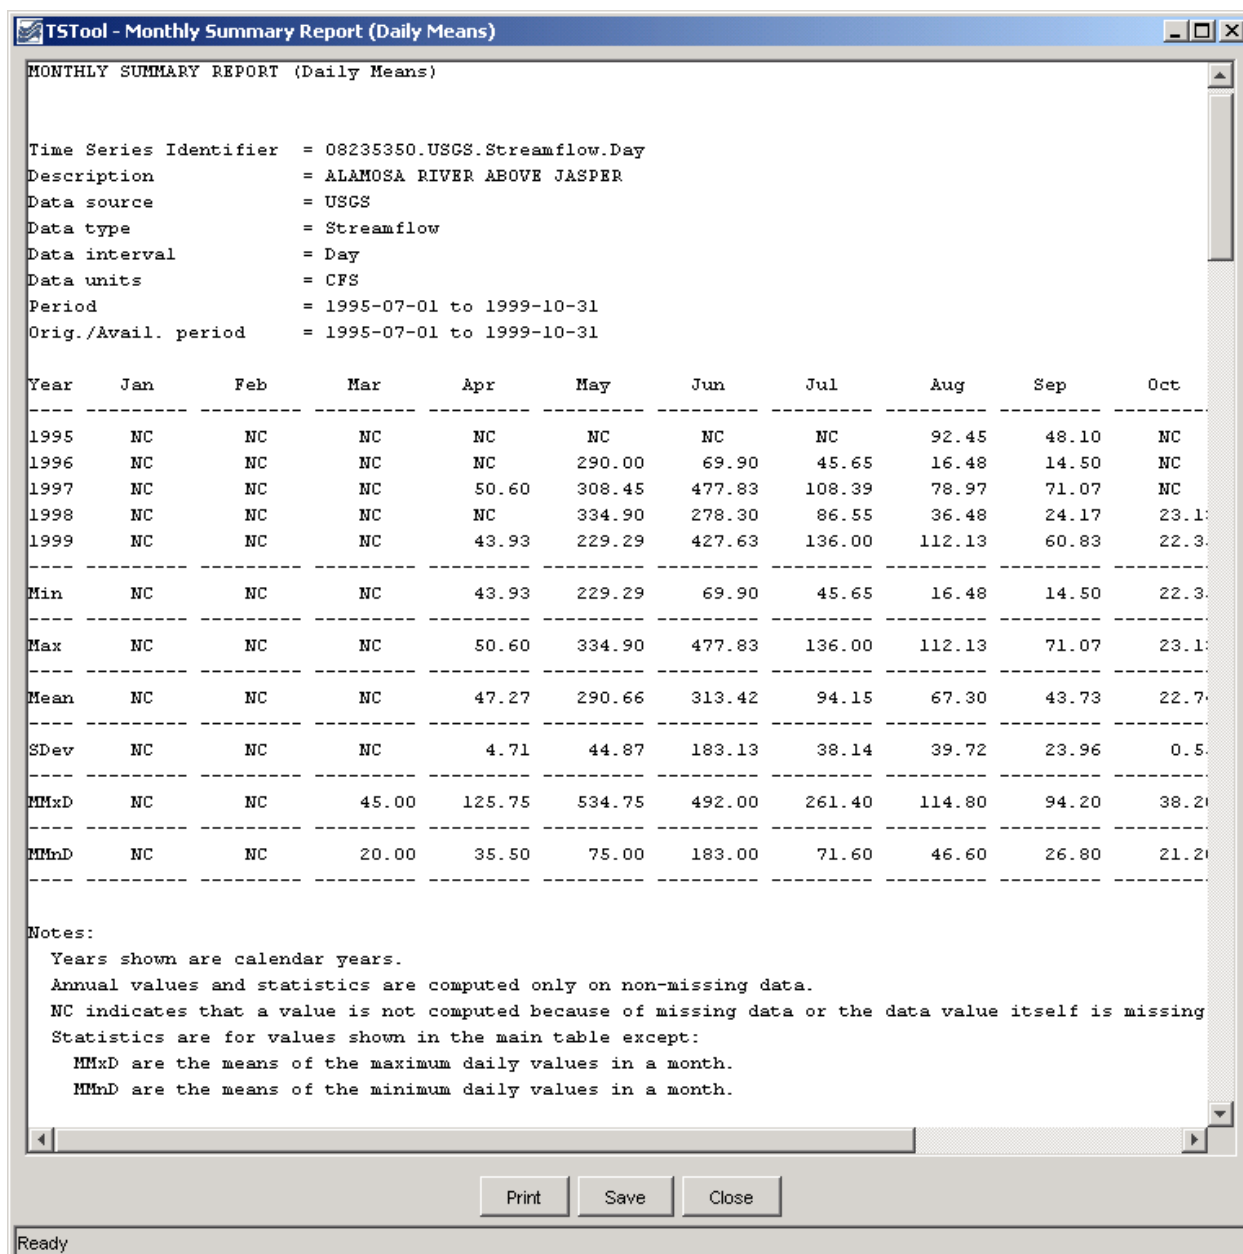 TSTool - Monthly Summary Report (Daily Means)
MONTHLY SUMMARY REPORT (Daily Means)
Time Series Identifier = 08235350.USGS.Streamflow.Day
Description = ALAMOSA RIVER ABOVE JASPER
Data source = USGS
Data type = Streamflow
Data interval = Day
Data units = CFS
Period = 1995-07-01 to 1999-10-31
Orig./Avail. period = 1995-07-01 to 1999-10-31
Year Jan Feb Mar Apr May Jun Jul Aug Sep Oct
---- --------- --------- --------- --------- --------- --------- --------- --------- --------- --------
1995 NC NC NC NC NC NC NC 92.45 48.10 NC
1996 NC NC NC NC 290.00 69.90 45.65 16.48 14.50 NC
1997 NC NC NC 50.60 308.45 477.83 108.39 78.97 71.07 NC
1998 NC NC NC NC 334.90 278.30 86.55 36.48 24.17 23.1
1999 NC NC NC 43.93 229.29 427.63 136.00 112.13 60.83 22.3
---- --------- --------- --------- --------- --------- --------- --------- --------- --------- --------
Min NC NC NC 43.93 229.29 69.90 45.65 16.48 14.50 22.3
---- --------- --------- --------- --------- --------- --------- --------- --------- --------- --------
Max NC NC NC 50.60 334.90 477.83 136.00 112.13 71.07 23.1
---- --------- --------- --------- --------- --------- --------- --------- --------- --------- --------
Mean NC NC NC 47.27 290.66 313.42 94.15 67.30 43.73 22.7
---- --------- --------- --------- --------- --------- --------- --------- --------- --------- --------
SDev NC NC NC 4.71 44.87 183.13 38.14 39.72 23.96 0.5
---- --------- --------- --------- --------- --------- --------- --------- --------- --------- --------
MMxD NC NC 45.00 125.75 534.75 492.00 261.40 114.80 94.20 38.2
---- --------- --------- --------- --------- --------- --------- --------- --------- --------- --------
MMnD NC NC 20.00 35.50 75.00 183.00 71.60 46.60 26.80 21.2
---- --------- --------- --------- --------- --------- --------- --------- --------- --------- --------
Notes:
Years shown are calendar years.
Annual values and statistics are computed only on non-missing data.
NC indicates that a value is not computed because of missing data or the data value itself is missing
Statistics are for values shown in the main table except:
MMxD are the means of the maximum daily values in a month.
MMnD are the means of the minimum daily values in a month.
Print Save Close
Ready